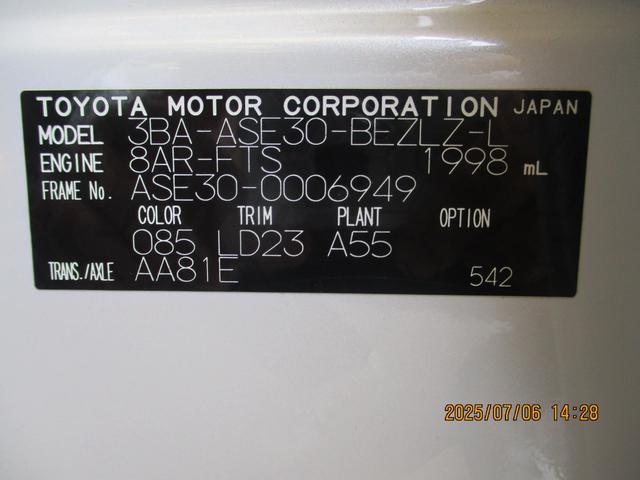 TOYOTA MOTOR CORPORATION JAPAN
MODEL 3BA-ASE30-BEZLZ-L
ENGINE 8AR-FTS 1998 mL
FRAME No. ASE30-0006949
COLOR TRIM PLANT OPTION
085 LD23 A55
TRANS./AXLE AA81E 542
2025/07/06 14:28